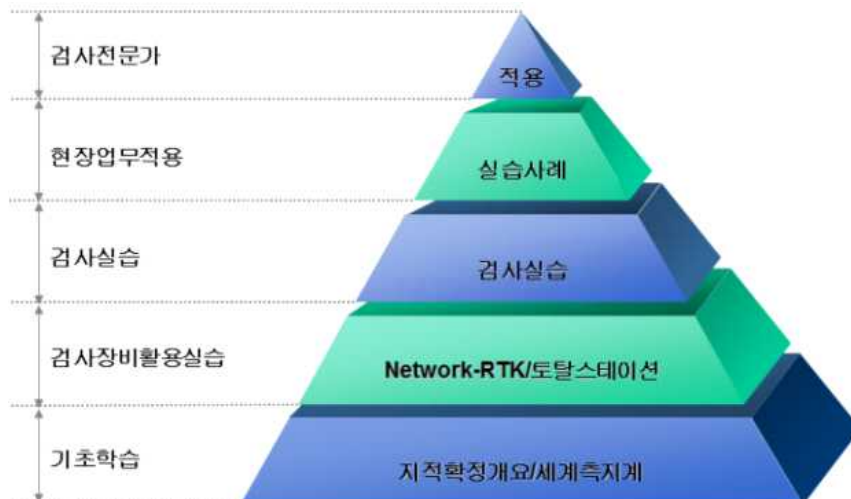 검사전문가
적용
현장업무적용
실습사례
검사실습
검사실습
검사장비활용실습
Network-RTK/토탈스테이션
기초학습
지적확정개요/세계측지계